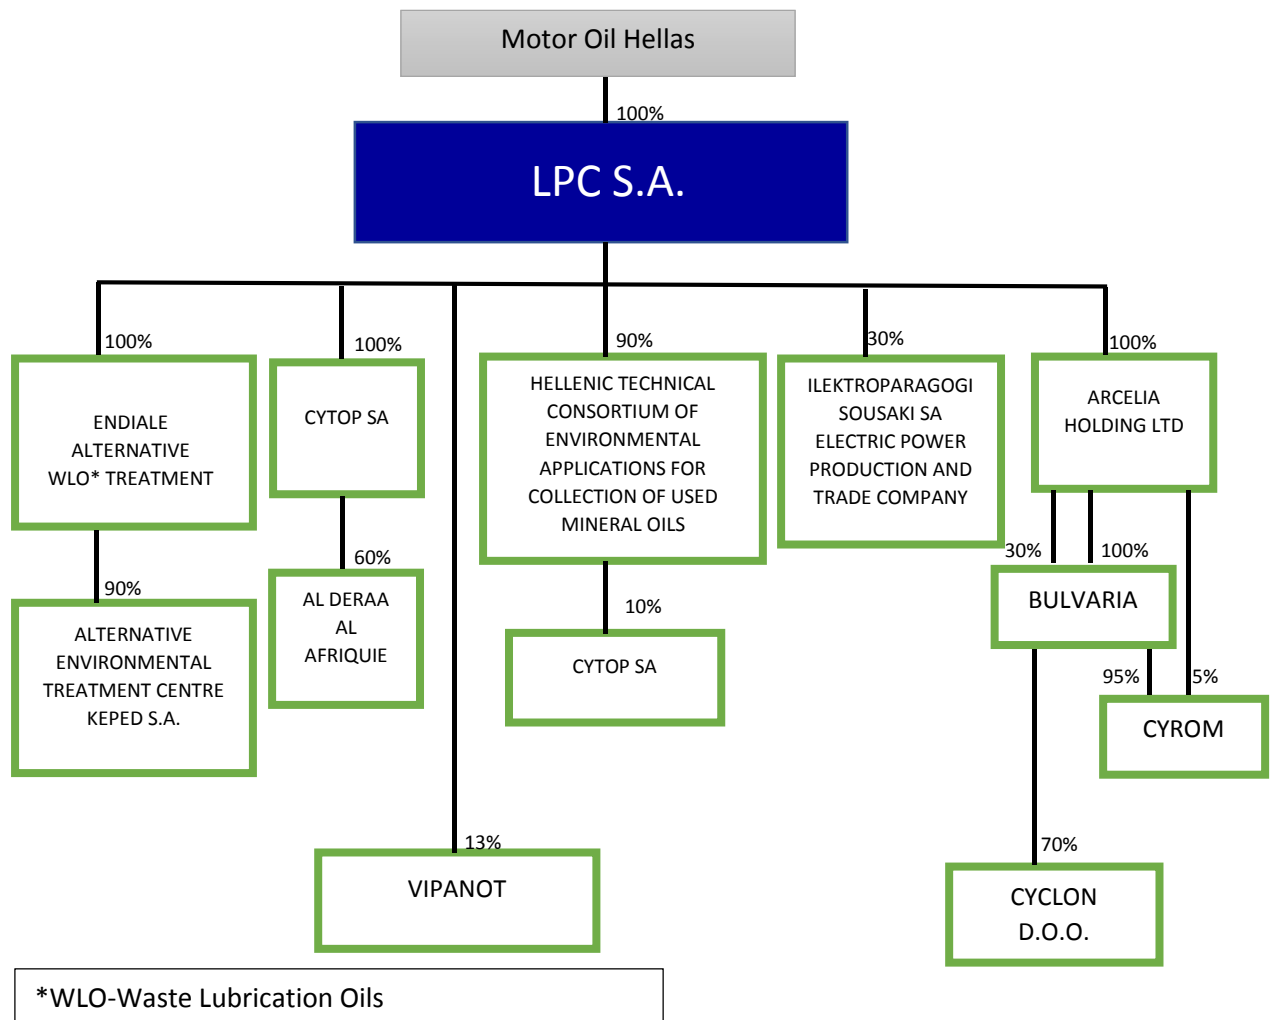 Motor Oil Hellas
100%
LPC S.A.
100%
100%
90%
30%
100%
ENDIALE
ALTERNATIVE
WLO* TREATMENT
CYTOP SA
HELLENIC TECHNICAL
CONSORTIUM OF
ENVIRONMENTAL
APPLICATIONS FOR
COLLECTION OF USED
MINERAL OILS
ILEKTROPARAGOGI
SOUSAKI SA
ELECTRIC POWER
PRODUCTION AND
TRADE COMPANY
ARCELIA
HOLDING LTD
90%
60%
10%
30%
100%
ALTERNATIVE
ENVIRONMENTAL
TREATMENT CENTRE
KEPED S.A.
AL DERAA
AL
AFRIQUIE
CYTOP SA
BULVARIA
95%
5%
CYROM
13%
VIPANOT
70%
CYCLON
D.O.O.
*WLO-Waste Lubrication Oils